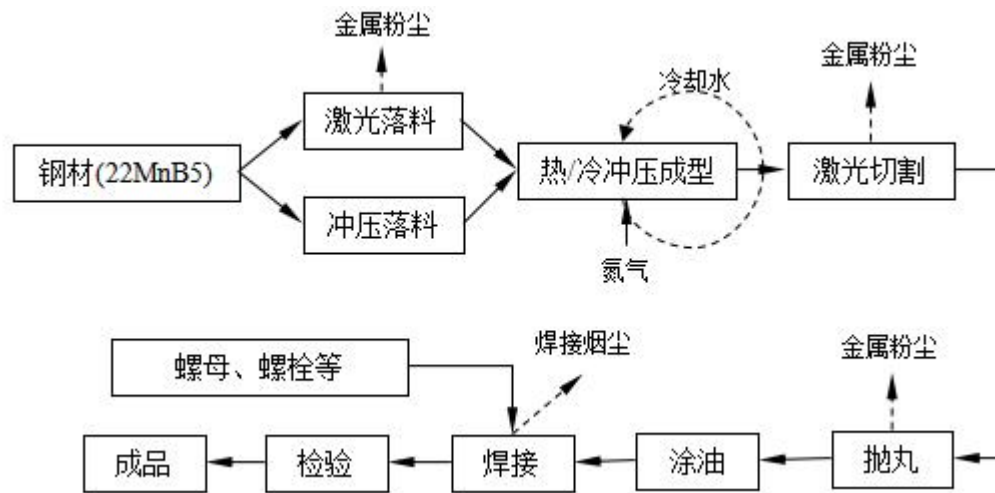 金属粉尘
激光落料
钢材(22MnB5)
冲压落料
冷却水
热/冷冲压成型
氮气
金属粉尘
激光切割
螺母、螺栓等
焊接烟尘
金属粉尘
成品
检验
焊接
涂油
抛丸